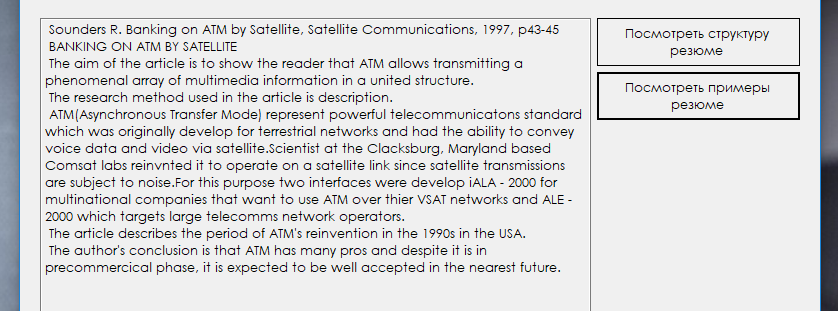 Sounders R. Banking on ATM by Satellite, Satellite Communications, 1997, p43-45
BANKING ON ATM BY SATELLITE
The aim of the article is to show the reader that ATM allows transmitting a
phenomenal array of multimedia information in a united structure.
The research method used in the article is description.
ATM(Asynchronous Transfer Mode) represent powerful telecommunicatons standard
which was originally develop for terrestrial networks and had the ability to convey
voice data and video via satellite.Scientist at the Clacksburg, Maryland based
Comsat labs reinvnted it to operate on a satellite link since satellite transmissions
are subject to noise.For this purpose two interfaces were develop iALA - 2000 for
multinational companies that want to use ATM over thier VSAT networks and ALE -
2000 which targets large telecomms network operators.
The article describes the period of ATM's reinvention in the 1990s in the USA.
The author's conclusion is that ATM has many pros and despite it is in
precommercical phase, it is expected to be well accepted in the nearest future.
Посмотреть структуру
резюме
Посмотреть примеры
резюме